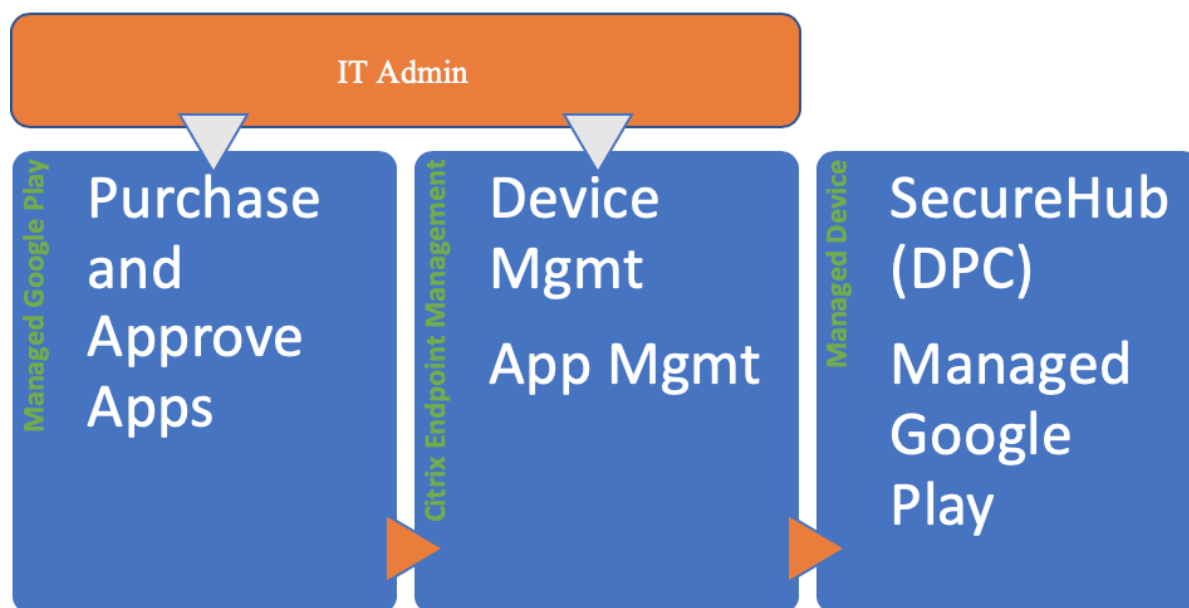 IT Admin
Managed Google Play
Purchase
and
Approve
Apps
Citrix Endpoint Management
Device
Mgmt
App Mgmt
Managed Device
SecureHub
(DPC)
Managed
Google
Play